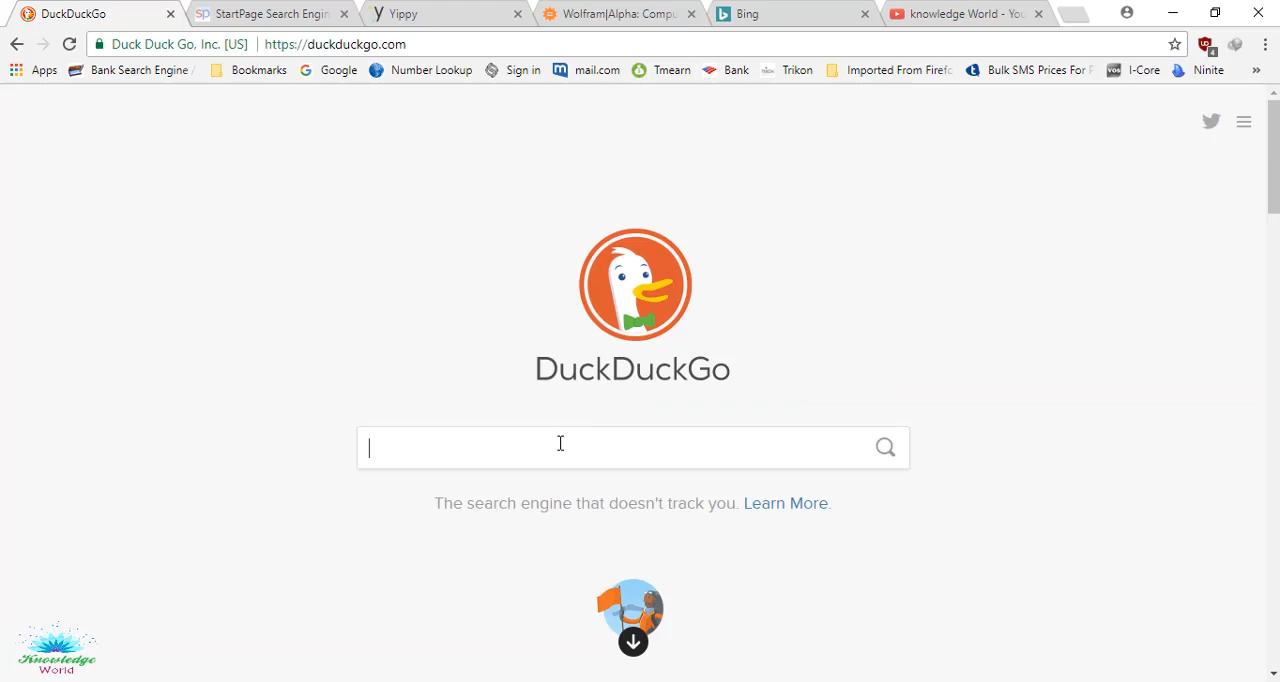 DuckDuckGo
StartPage Search Engin
Yippy
Wolfram|Alpha: Compu
Bing
knowledge World - You
Duck Duck Go, Inc. [US]
https://duckduckgo.com
4
Apps
Bank Search Engine /
Bookmarks
Google
Number Lookup
Sign in
mail.com
Tmearn
Bank
Trikon
Imported From Firefo
Bulk SMS Prices For P
I-Core
Ninite
DuckDuckGo
The search engine that doesn't track you. Learn More.
Knowledge
World